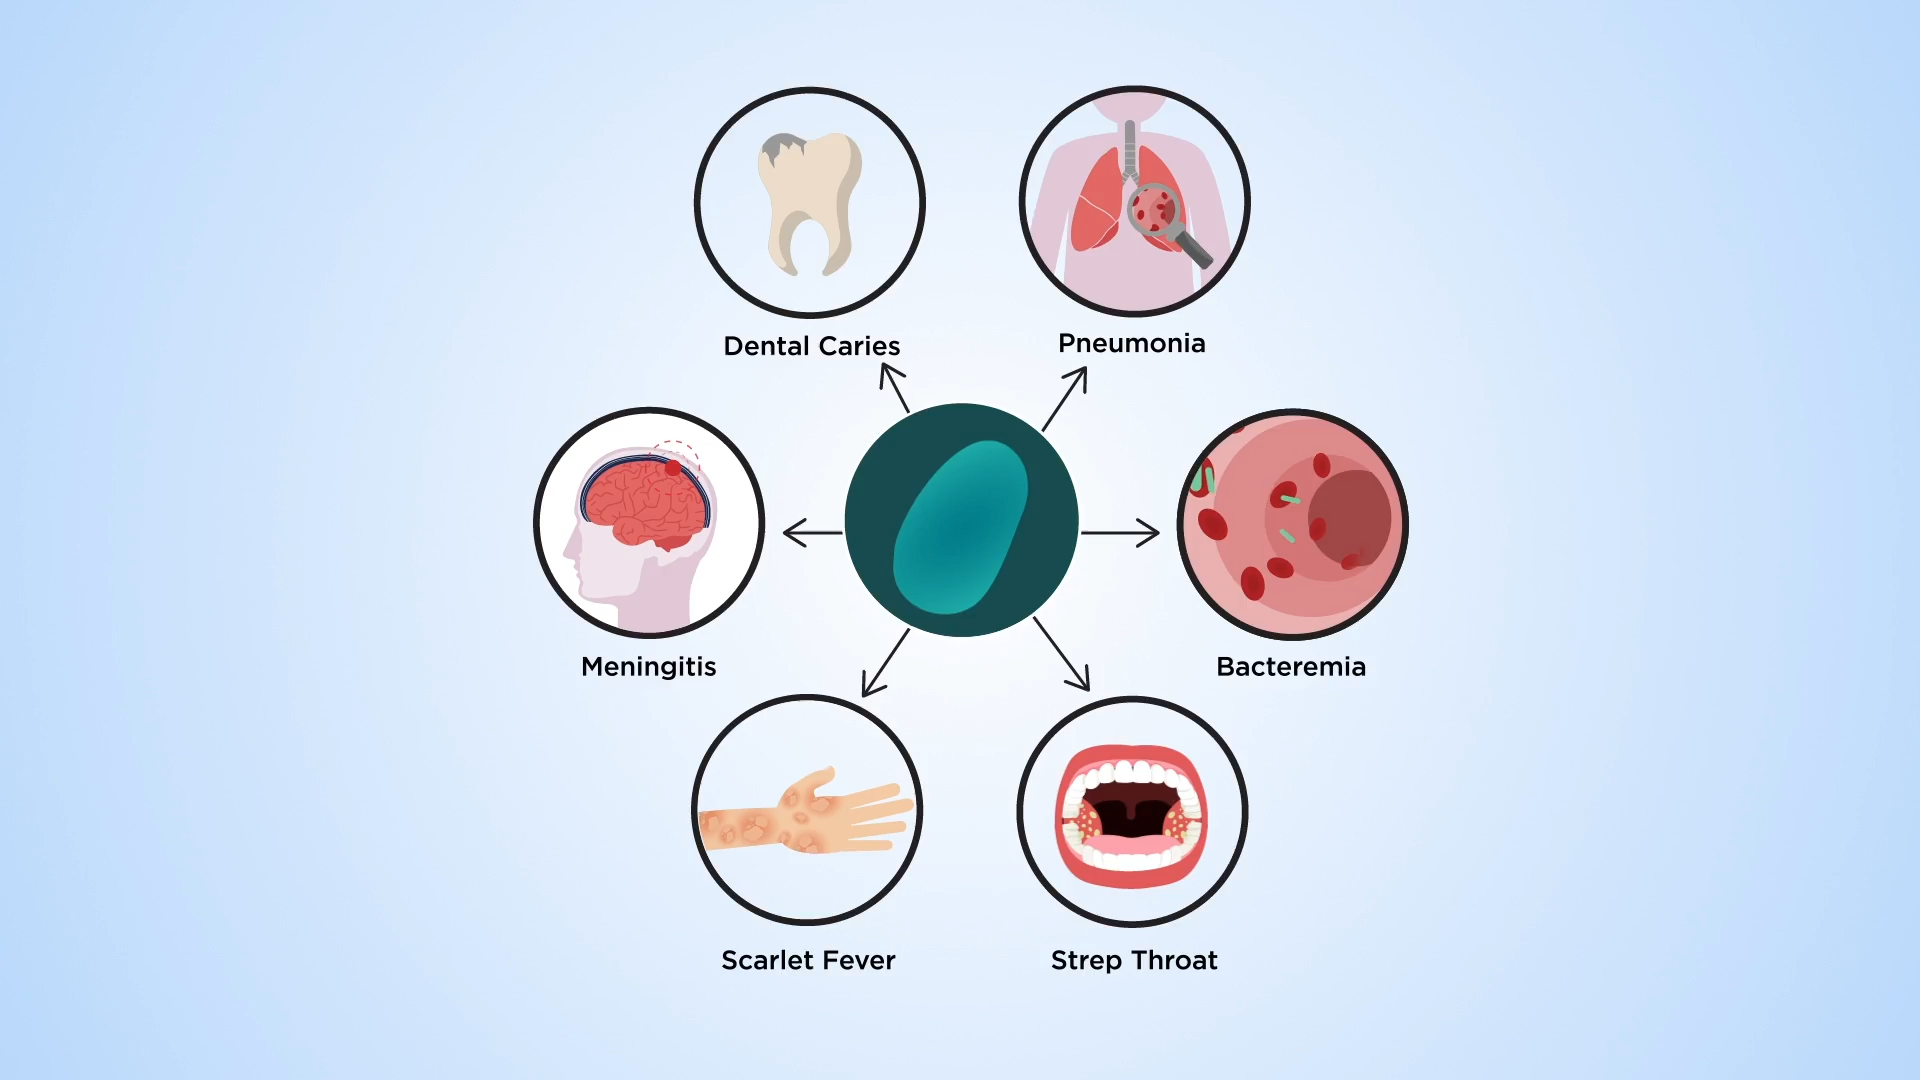 Dental Caries
Pneumonia
Meningitis
Bacteremia
Scarlet Fever
Strep Throat